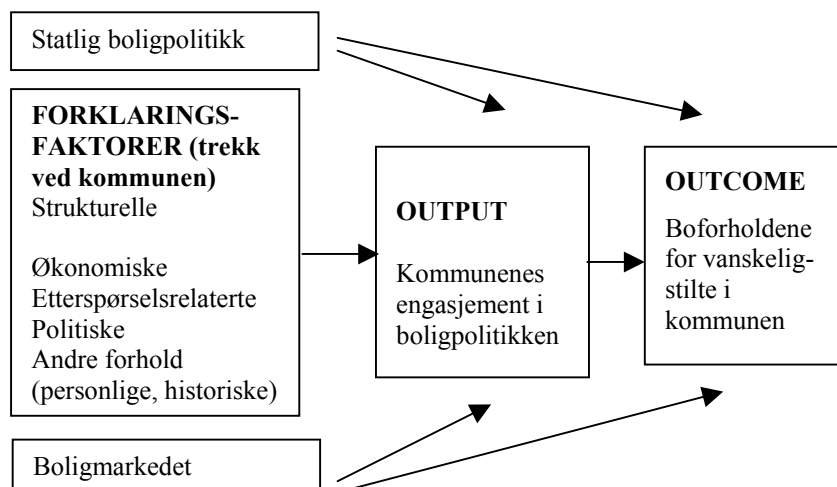 Statlig boligpolitikk
FORKLARINGS-
FAKTORER (trekk
ved kommunen)
Strukturelle
Økonomiske
Etterspørselsrelaterte
Politiske
Andre forhold
(personlige, historiske)
OUTPUT
Kommunenes
engasjement i
boligpolitikken
OUTCOME
Boforholdene
for vanskelig-
stilte i
kommunen
Boligmarkedet